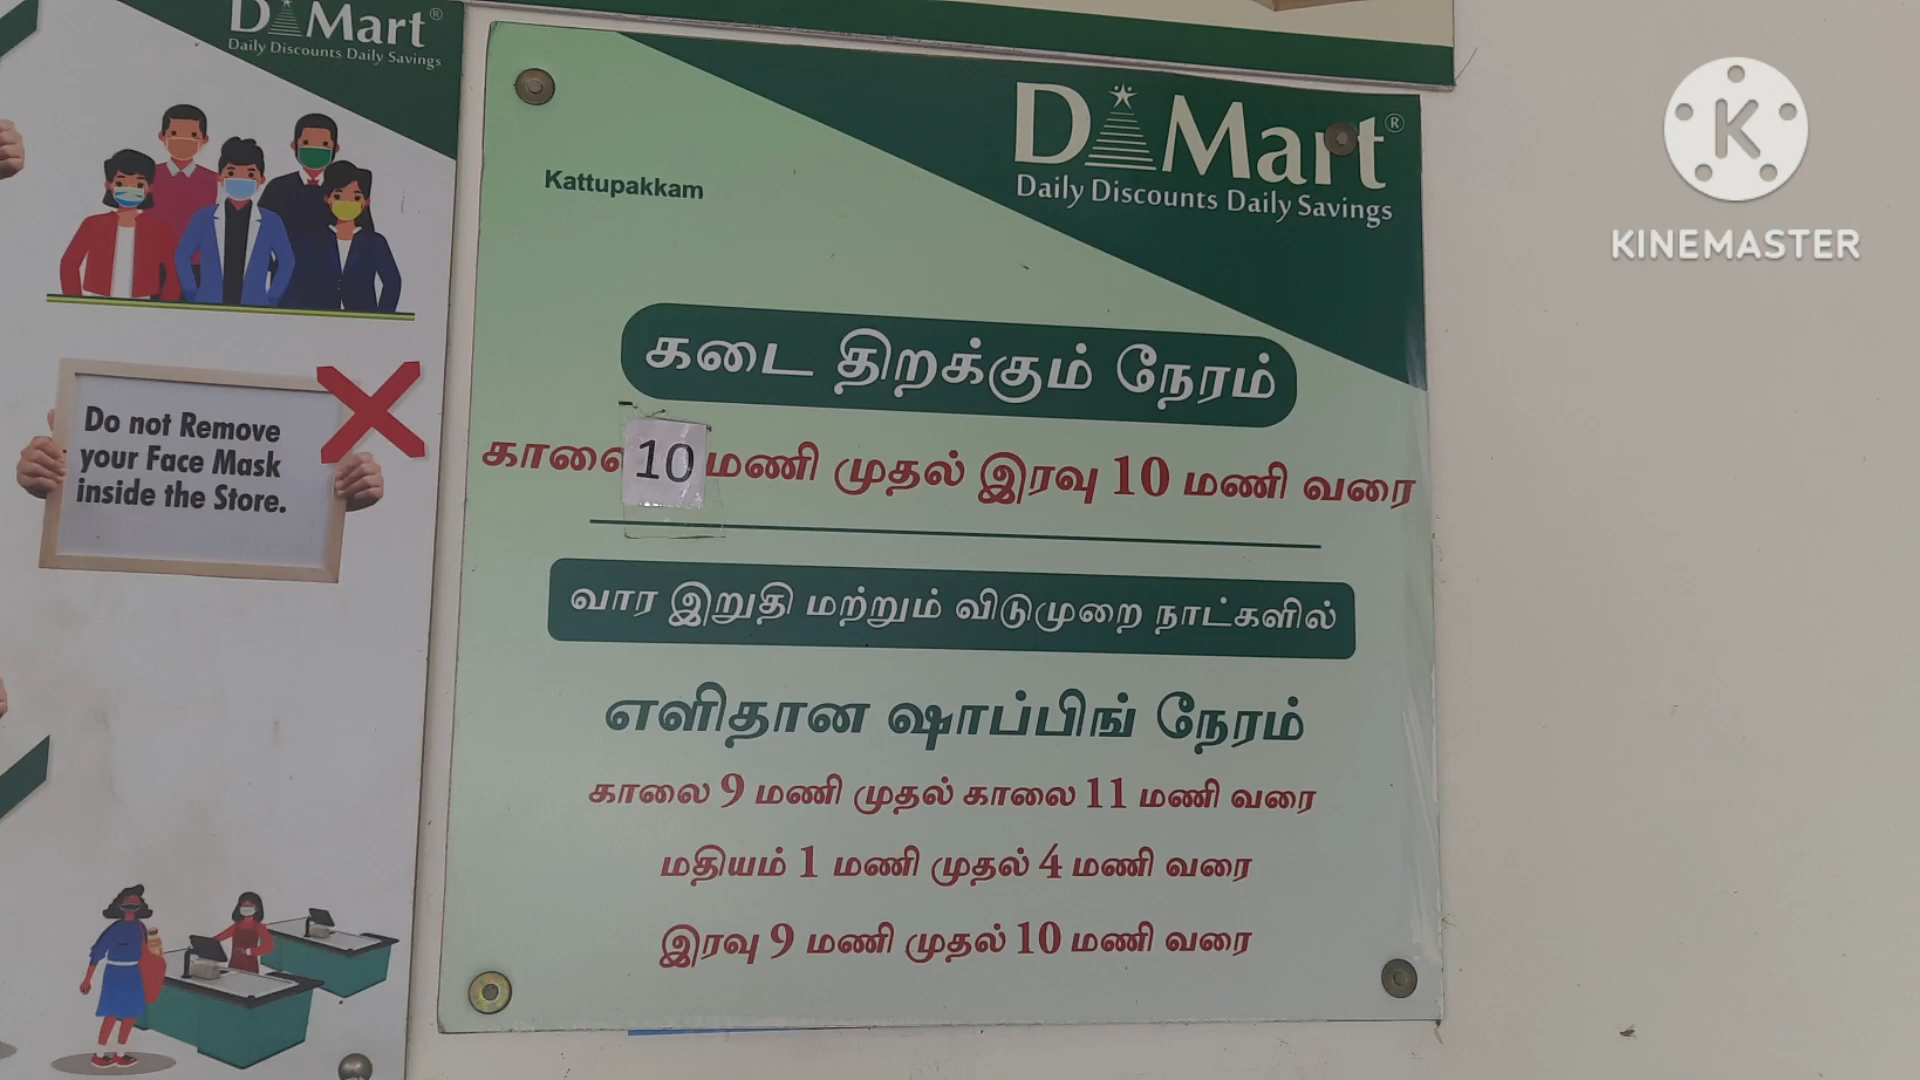 D Mart®
Daily Discounts Daily Savings
Do not Remove
your Face Mask
inside the Store.
D Mart®
Daily Discounts Daily Savings
Kattupakkam
கடை திறக்கும் நேரம்
காலை 10 மணி முதல் இரவு 10 மணி வரை
வார இறுதி மற்றும் விடுமுறை நாட்களில்
எளிதான ஷாப்பிங் நேரம்
காலை 9 மணி முதல் காலை 11 மணி வரை
மதியம் 1 மணி முதல் 4 மணி வரை
இரவு 9 மணி முதல் 10 மணி வரை
K
KINEMASTER